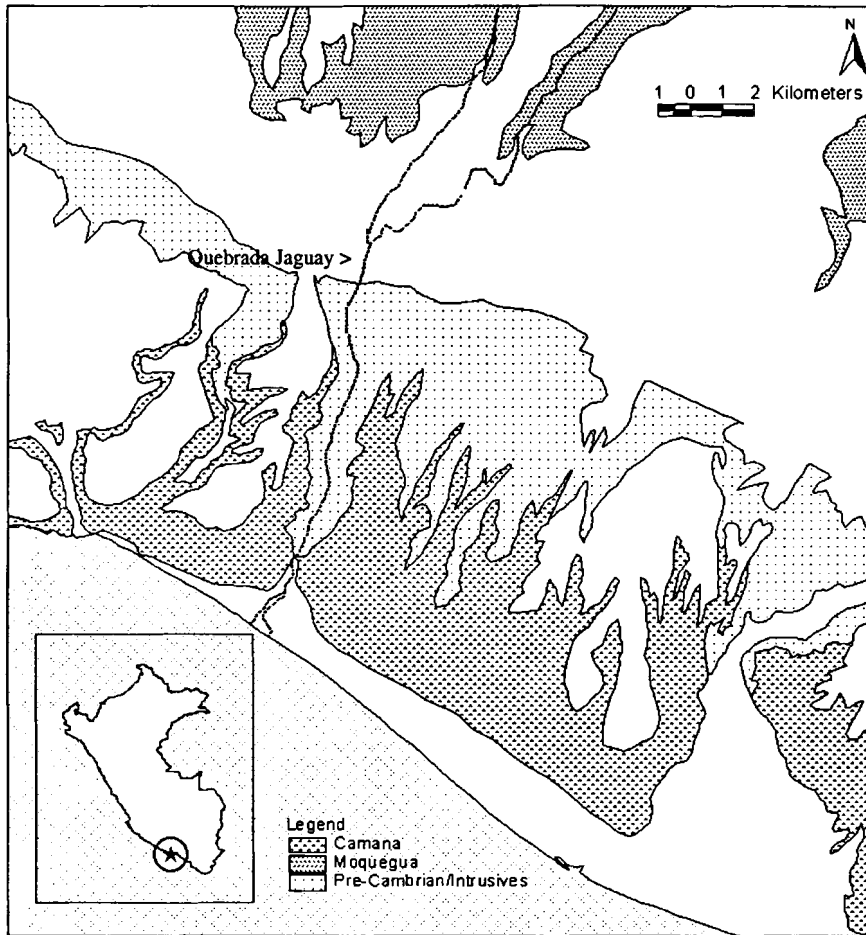 N
1 0 1 2 Kilometers
Quebrada Jaguay >
Legend
Camana
Moquegua
Pre-Cambrian/Intrusives